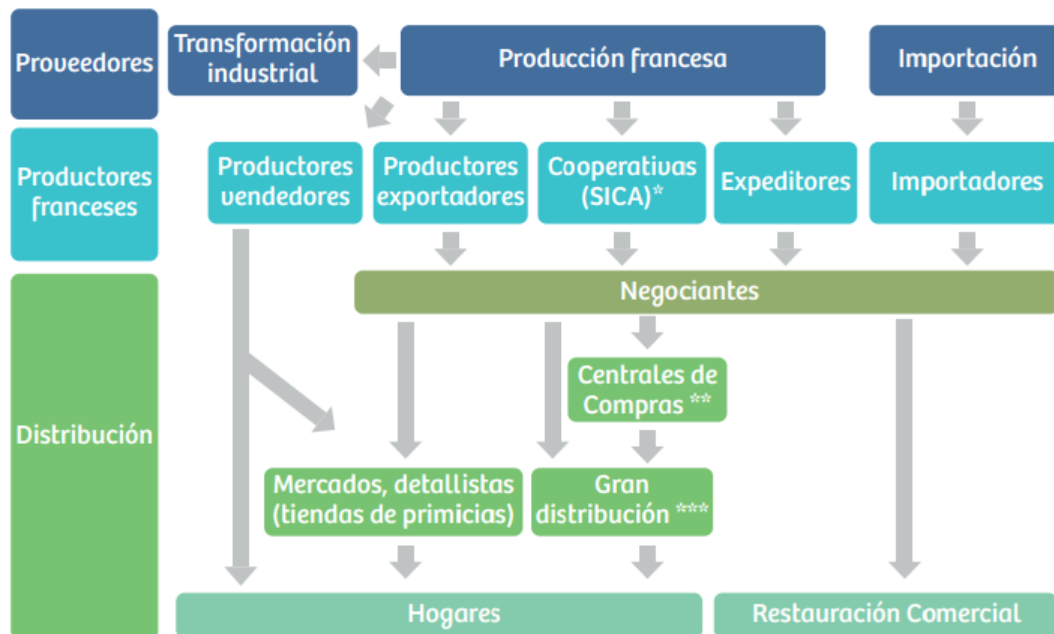 Proveedores
Transformación
industrial
Producción francesa
Importación
Productores
franceses
Productores
vendedores
Productores
exportadores
Cooperativas
(SICA)*
Expeditores
Importadores
Distribución
Negociantes
Centrales de
Compras **
Mercados, detallistas
(tiendas de primicias)
Gran
distribución ***
Hogares
Restauración Comercial